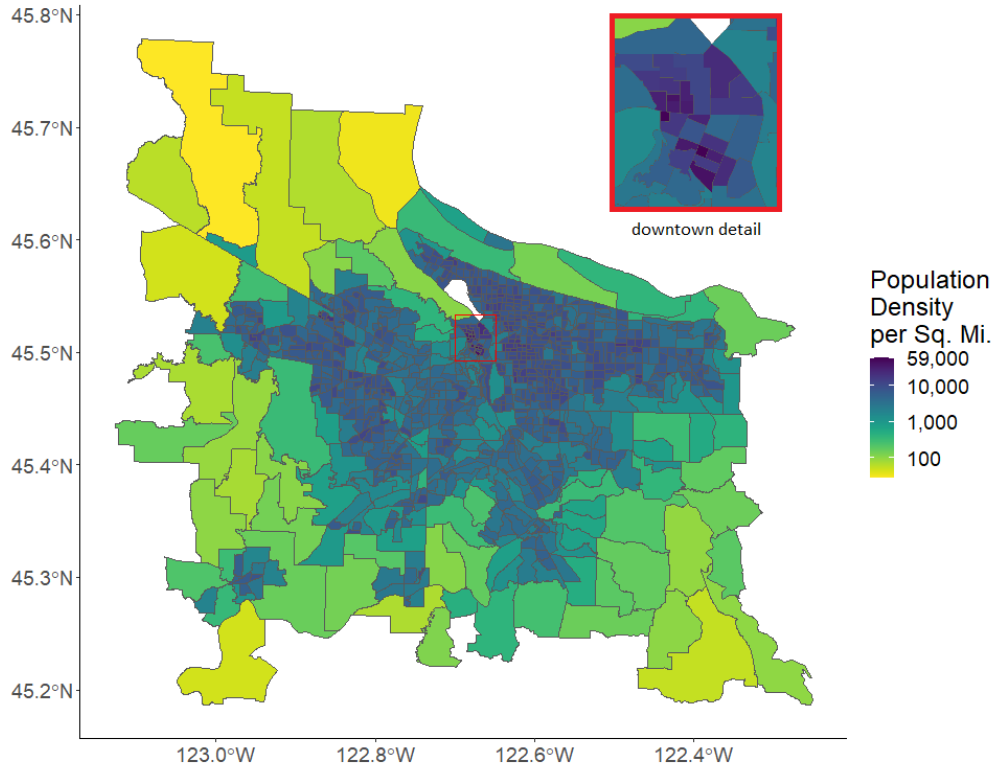 45.8°N
45.7°N
45.6°N
45.5°N
45.4°N
45.3°N
45.2°N
123.0°W
122.8°W
122.6°W
122.4°W
downtown detail
Population
Density
per Sq. Mi.
59,000
10,000
1,000
100